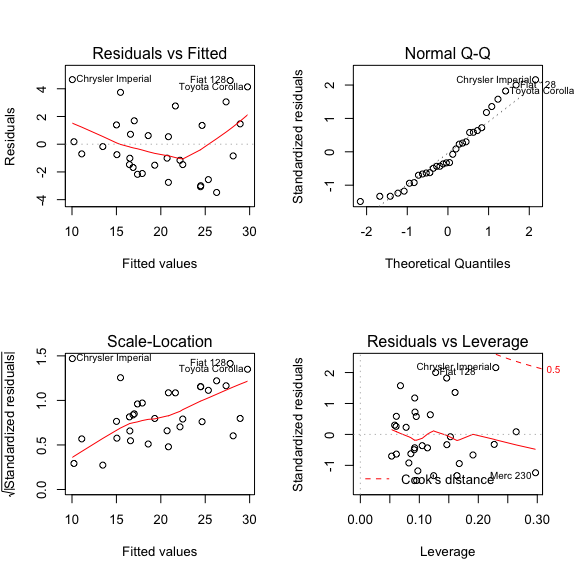 Residuals vs Fitted
Residuals
4
2
0
-2
-4
Chrysler Imperial
Fiat 128
Toyota Corolla
10 15 20 25 30
Fitted values
Normal Q-Q
Standardized residuals
2
1
0
-1
Chrysler Imperial
Fiat 128
Toyota Corolla
-2 -1 0 1 2
Theoretical Quantiles
Scale-Location
√|Standardized residuals|
1.5
1.0
0.5
0.0
Chrysler Imperial
Fiat 128
Toyota Corolla
10 15 20 25 30
Fitted values
Residuals vs Leverage
Standardized residuals
2
1
0
-1
Chrysler Imperial
Fiat 128
0.5
Merc 230
Cook's distance
0.00 0.10 0.20 0.30
Leverage